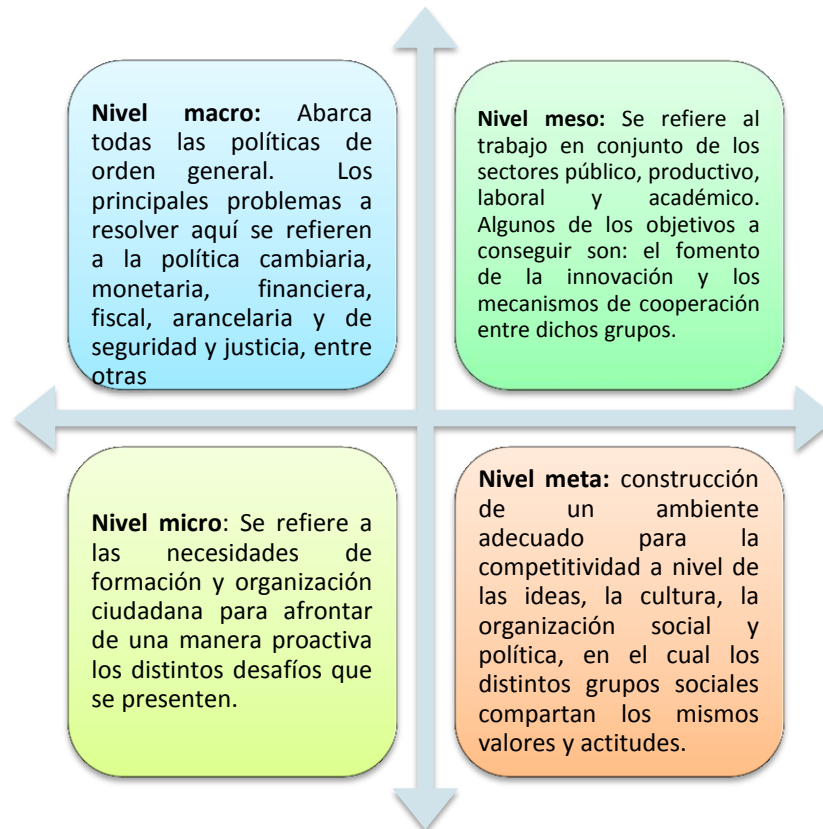 Nivel macro: Abarca
todas las políticas de
orden general. Los
principales problemas a
resolver aquí se refieren
a la política cambiaria,
monetaria, financiera,
fiscal, arancelaria y de
seguridad y justicia, entre
otras
Nivel meso: Se refiere al
trabajo en conjunto de los
sectores público, productivo,
laboral y académico.
Algunos de los objetivos a
conseguir son: el fomento
de la innovación y los
mecanismos de cooperación
entre dichos grupos.
Nivel micro: Se refiere a
las necesidades de
formación y organización
ciudadana para afrontar
de una manera proactiva
los distintos desafíos que
se presenten.
Nivel meta: construcción
de un ambiente
adecuado para la
competitividad a nivel de
las ideas, la cultura, la
organización social y
política, en el cual los
distintos grupos sociales
compartan los mismos
valores y actitudes.